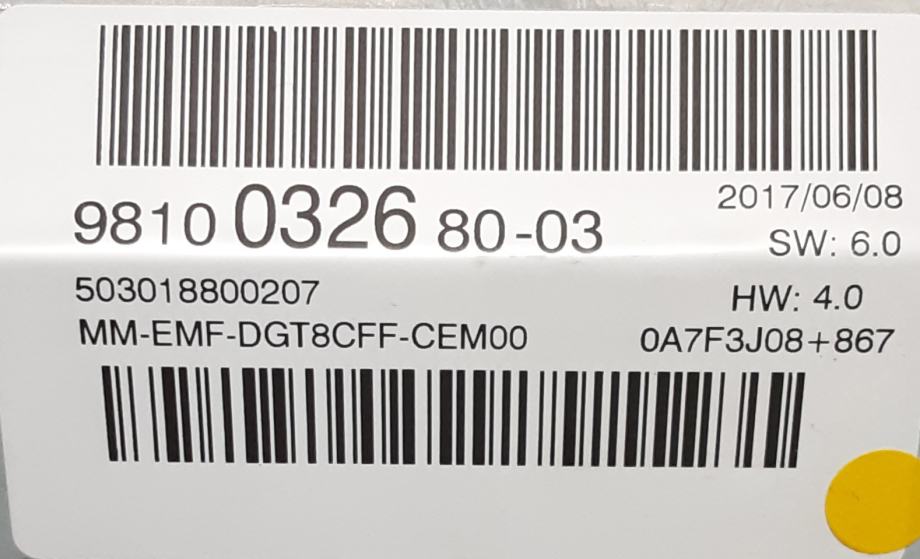 9810 0326 80-03
2017/06/08
SW: 6.0
503018800207
HW: 4.0
MM-EMF-DGT8CFF-CEM00
0A7F3J08+867